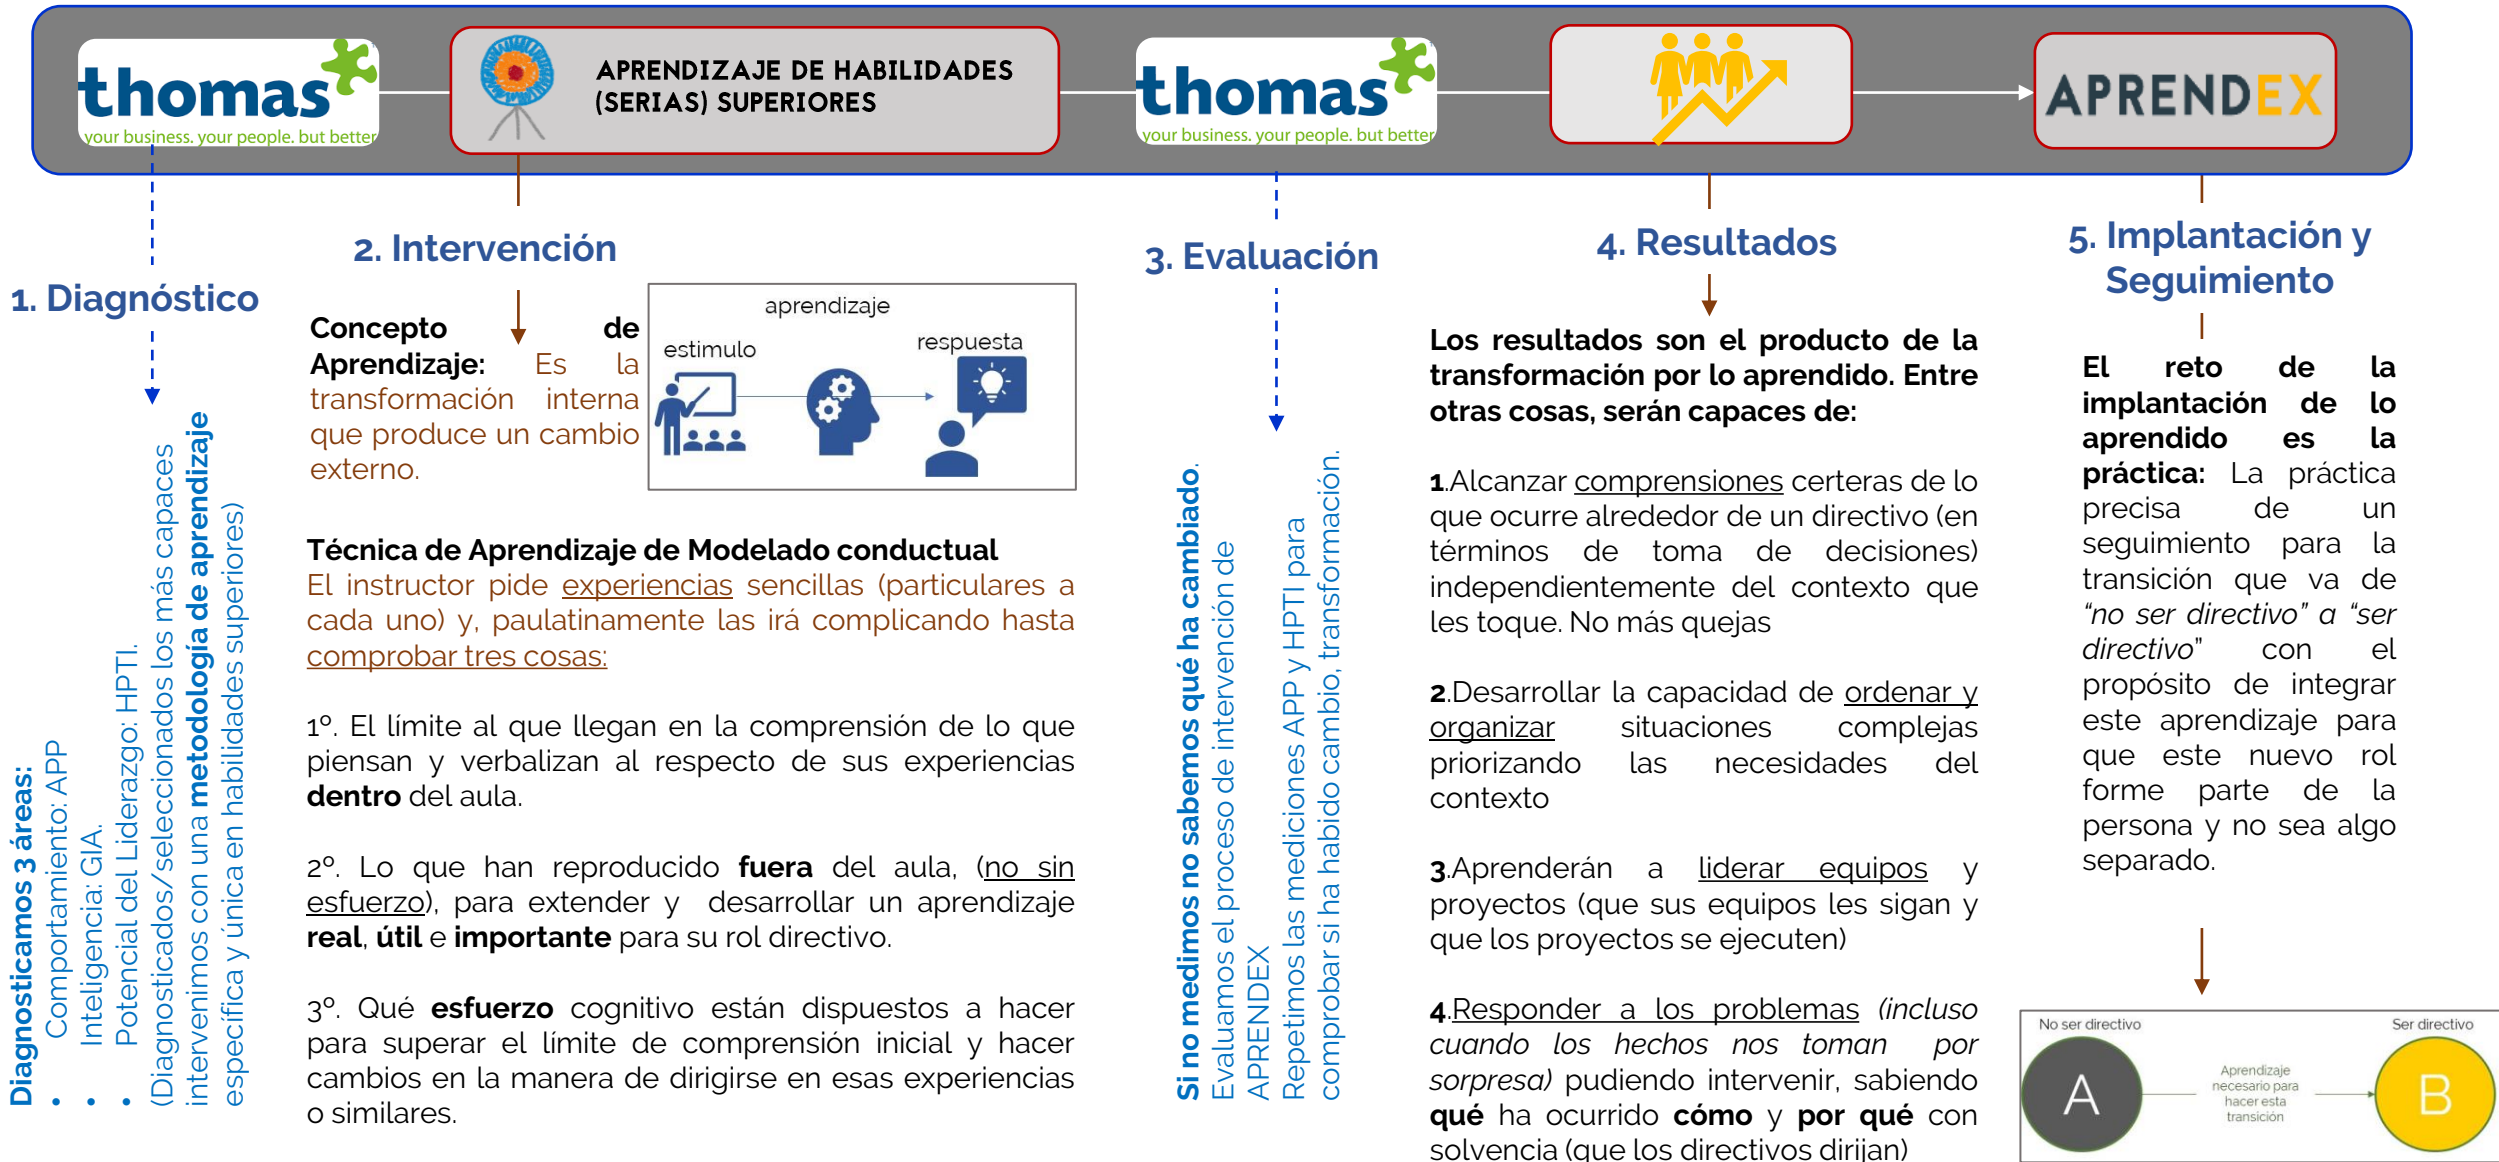 thomas
your business. your people. but better
APRENDIZAJE DE HABILIDADES
(SERIAS) SUPERIORES
thomas
your business. your people. but better
APRENDEX
1. Diagnóstico
Diagnosticamos 3 áreas:
• Comportamiento: APP
• Inteligencia: GIA.
• Potencial del Liderazgo: HPTI.
(Diagnosticados/seleccionados los más capaces
intervenimos con una metodología de aprendizaje
específica y única en habilidades superiores)
2. Intervención
Concepto de
Aprendizaje: Es la
transformación interna
que produce un cambio
externo.
aprendizaje
estimulo
respuesta
Técnica de Aprendizaje de Modelado conductual
El instructor pide experiencias sencillas (particulares a
cada uno) y, paulatinamente las irá complicando hasta
comprobar tres cosas:
1º. El límite al que llegan en la comprensión de lo que
piensan y verbalizan al respecto de sus experiencias
dentro del aula.
2º. Lo que han reproducido fuera del aula, (no sin
esfuerzo), para extender y desarrollar un aprendizaje
real, útil e importante para su rol directivo.
3º. Qué esfuerzo cognitivo están dispuestos a hacer
para superar el límite de comprensión inicial y hacer
cambios en la manera de dirigirse en esas experiencias
o similares.
3. Evaluación
Si no medimos no sabemos qué ha cambiado.
Evaluamos el proceso de intervención de
APRENDEX
Repetimos las mediciones APP y HPTI para
comprobar si ha habido cambio, transformación.
4. Resultados
Los resultados son el producto de la
transformación por lo aprendido. Entre
otras cosas, serán capaces de:
1.Alcanzar comprensiones certeras de lo
que ocurre alrededor de un directivo (en
términos de toma de decisiones)
independientemente del contexto que
les toque. No más quejas
2.Desarrollar la capacidad de ordenar y
organizar situaciones complejas
priorizando las necesidades del
contexto
3.Aprenderán a liderar equipos y
proyectos (que sus equipos les sigan y
que los proyectos se ejecuten)
4.Responder a los problemas (incluso
cuando los hechos nos toman por
sorpresa) pudiendo intervenir, sabiendo
qué ha ocurrido cómo y por qué con
solvencia (que los directivos dirijan)
5. Implantación y
Seguimiento
El reto de la
implantación de lo
aprendido es la
práctica: La práctica
precisa de un
seguimiento para la
transición que va de
“no ser directivo” a “ser
directivo” con el
propósito de integrar
este aprendizaje para
que este nuevo rol
forme parte de la
persona y no sea algo
separado.
No ser directivo
Ser directivo
A
Aprendizaje
necesario para
hacer esta
transición
B